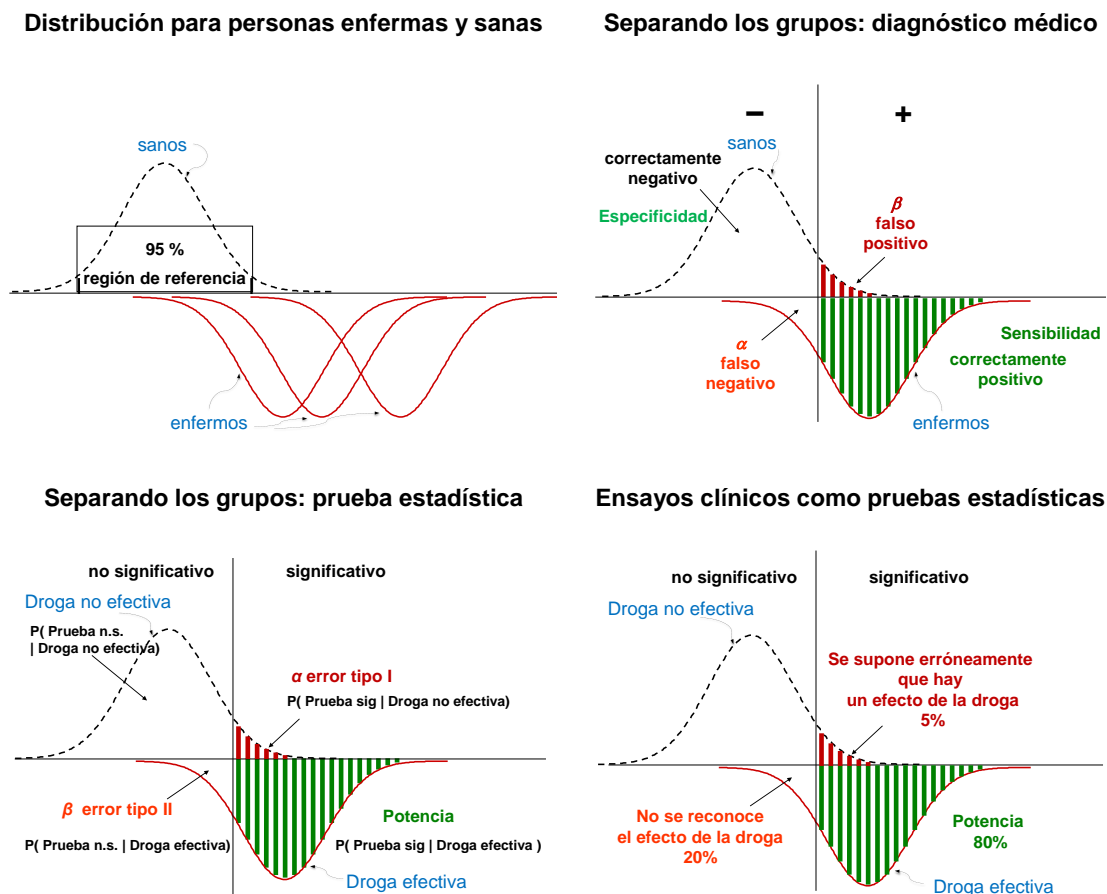 Distribución para personas enfermas y sanas
sanos
95 %
región de referencia
enfermos
Separando los grupos: diagnóstico médico
− +
sanos
correctamente
negativo
Especificidad
β
falso
positivo
α
falso
negativo
Sensibilidad
correctamente
positivo
enfermos
Separando los grupos: prueba estadística
no significativo significativo
Droga no efectiva
P( Prueba n.s.
| Droga no efectiva)
α error tipo I
P( Prueba sig | Droga no efectiva)
β error tipo II
P( Prueba n.s. | Droga efectiva)
Potencia
P( Prueba sig | Droga efectiva )
Droga efectiva
Ensayos clínicos como pruebas estadísticas
no significativo significativo
Droga no efectiva
Se supone erróneamente
que hay
un efecto de la droga
5%
No se reconoce
el efecto de la droga
20%
Potencia
80%
Droga efectiva